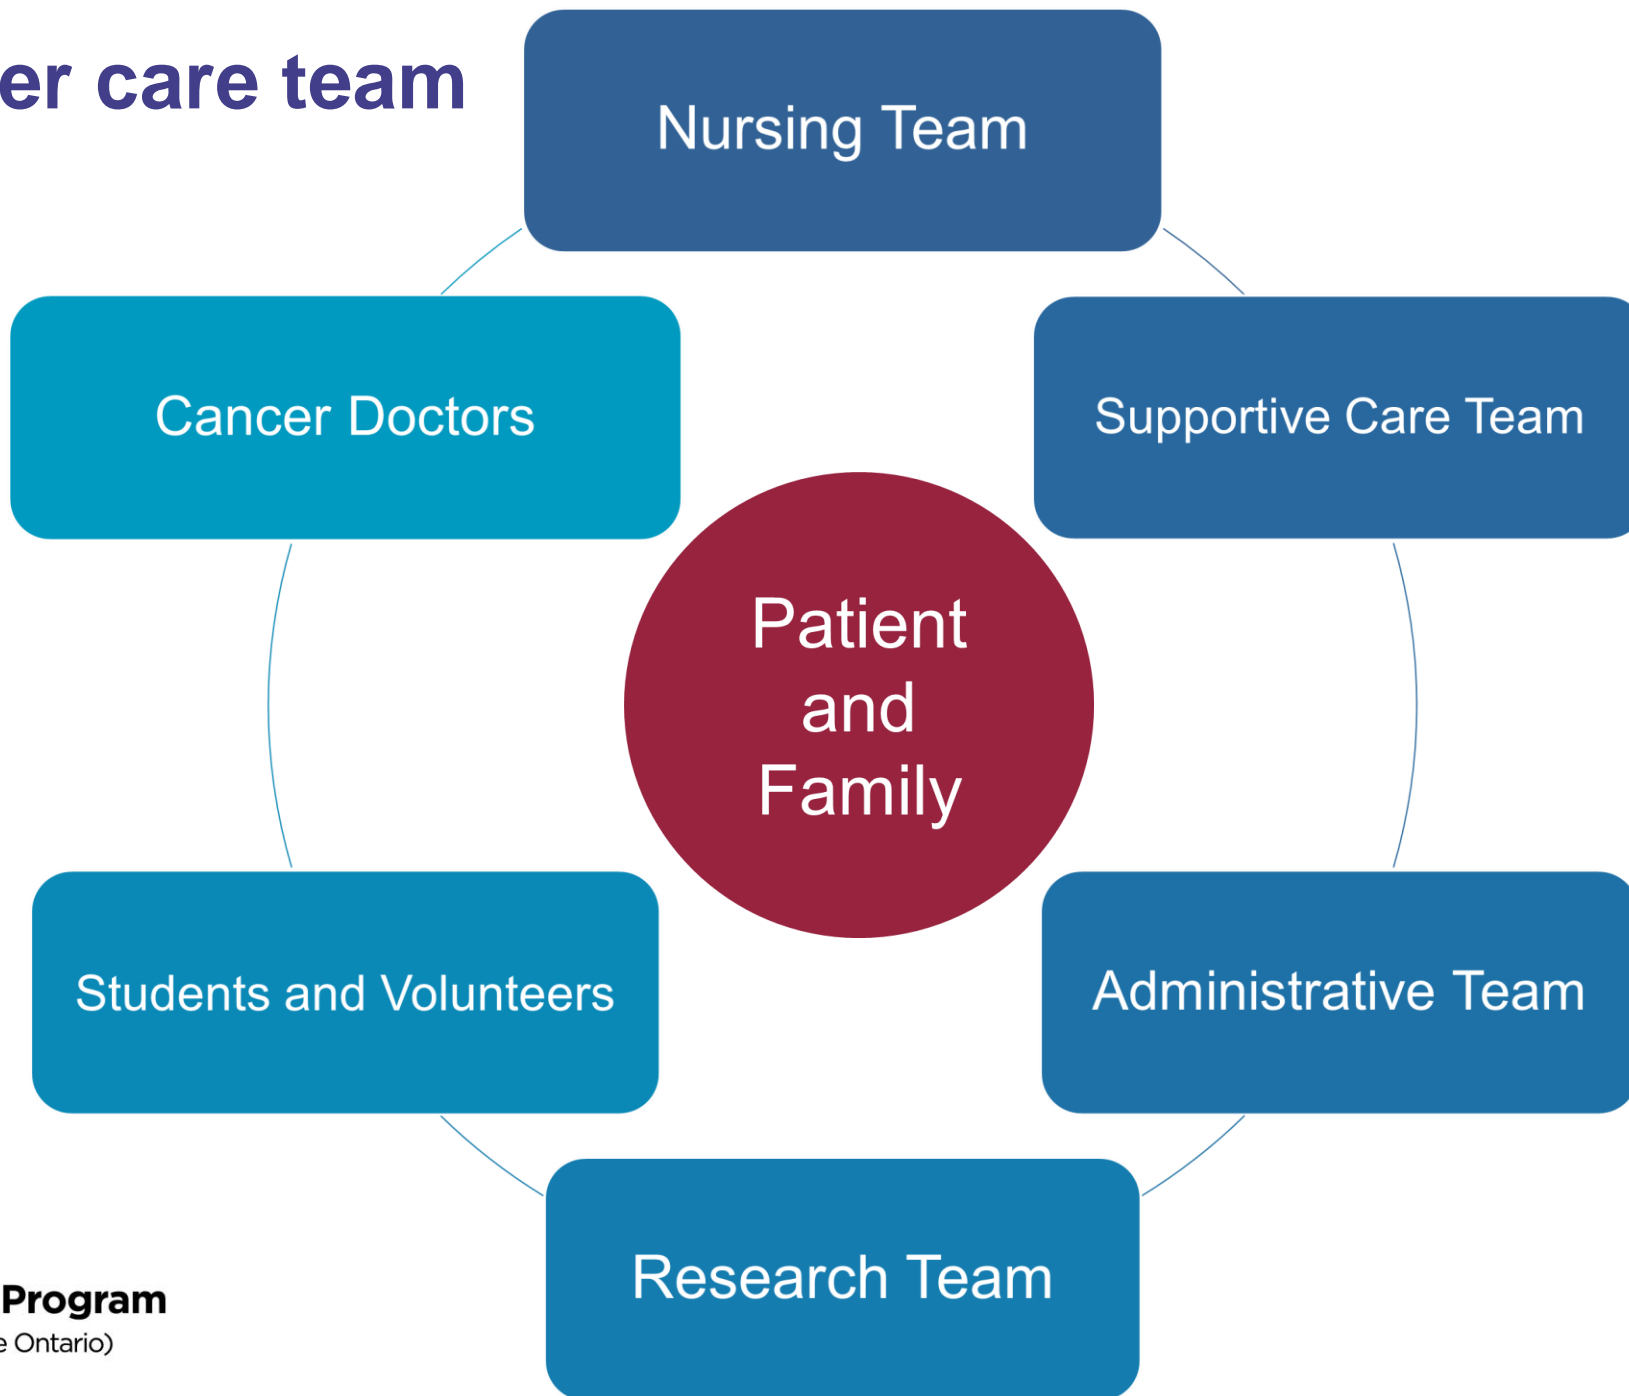 er care team
Nursing Team
Cancer Doctors
Supportive Care Team
Patient
and
Family
Students and Volunteers
Administrative Team
Research Team
Program
e Ontario)